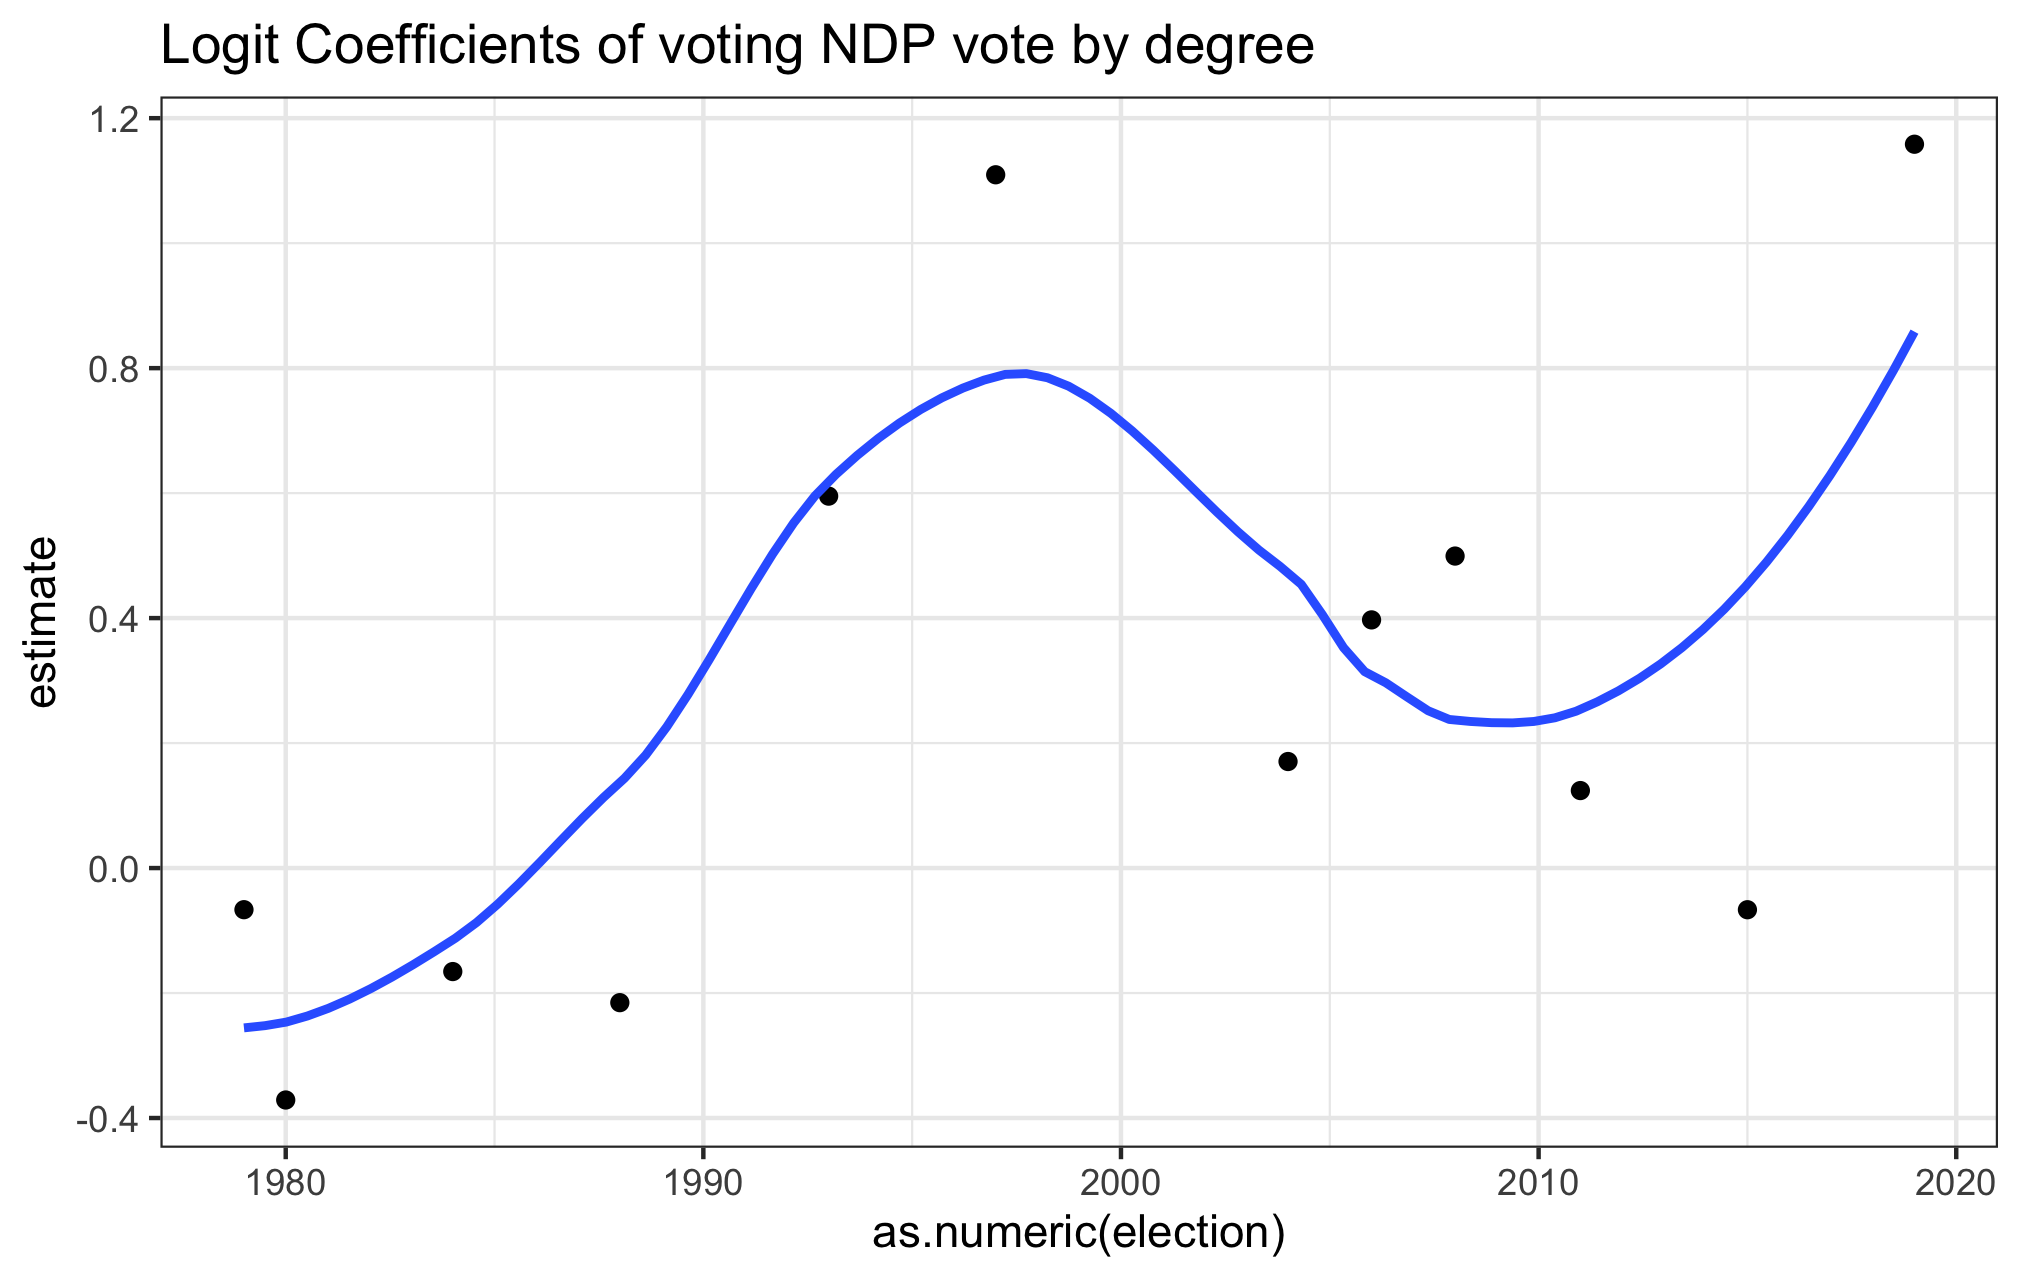 Logit Coefficients of voting NDP vote by degree
1.2
0.8
0.4
0.0
-0.4
estimate
1980 1990 2000 2010 2020
as.numeric(election)